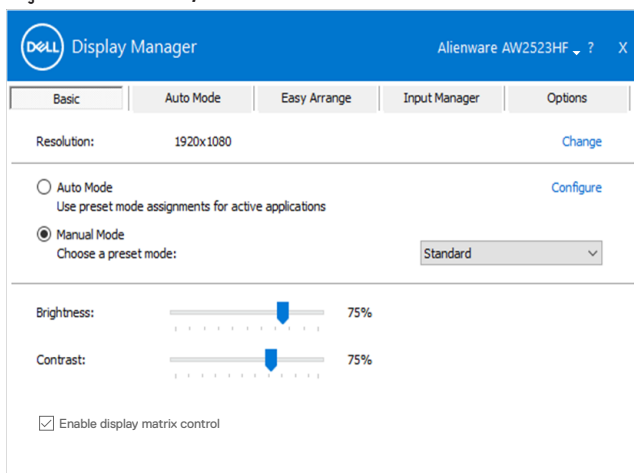 DELL Display Manager Alienware AW2523HF ? X
Basic Auto Mode Easy Arrange Input Manager Options
Resolution: 1920x1080 Change
Auto Mode Configure
Use preset mode assignments for active applications
Manual Mode
Choose a preset mode: Standard
Brightness: 75%
Contrast: 75%
Enable display matrix control